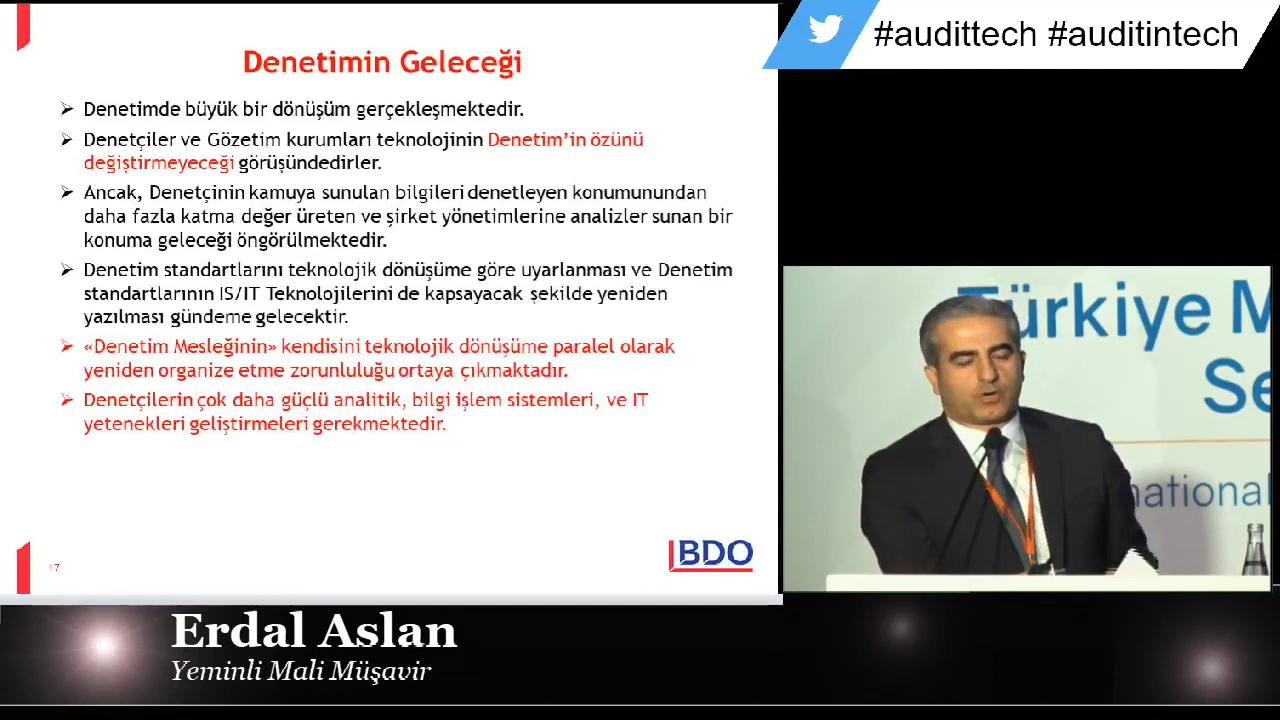 #audittech #auditintech
Denetimin Geleceği
➢ Denetimde büyük bir dönüşüm gerçekleşmektedir.
➢ Denetçiler ve Gözetim kurumları teknolojinin Denetim’in özünü
değiştirmeyeceği görüşündedirler.
➢ Ancak, Denetçinin kamuya sunulan bilgileri denetleyen konumunundan
daha fazla katma değer üreten ve şirket yönetimlerine analizler sunan bir
konuma geleceği öngörülmektedir.
➢ Denetim standartlarını teknolojik dönüşüme göre uyarlanması ve Denetim
standartlarının IS/IT Teknolojilerini de kapsayacak şekilde yeniden
yazılması gündeme gelecektir.
➢ «Denetim Mesleğinin» kendisini teknolojik dönüşüme paralel olarak
yeniden organize etme zorunluluğu ortaya çıkmaktadır.
➢ Denetçilerin çok daha güçlü analitik, bilgi işlem sistemleri, ve IT
yetenekleri geliştirmeleri gerekmektedir.
17
BDO
Türkiye M
Se
national
Erdal Aslan
Yeminli Mali Müşavir